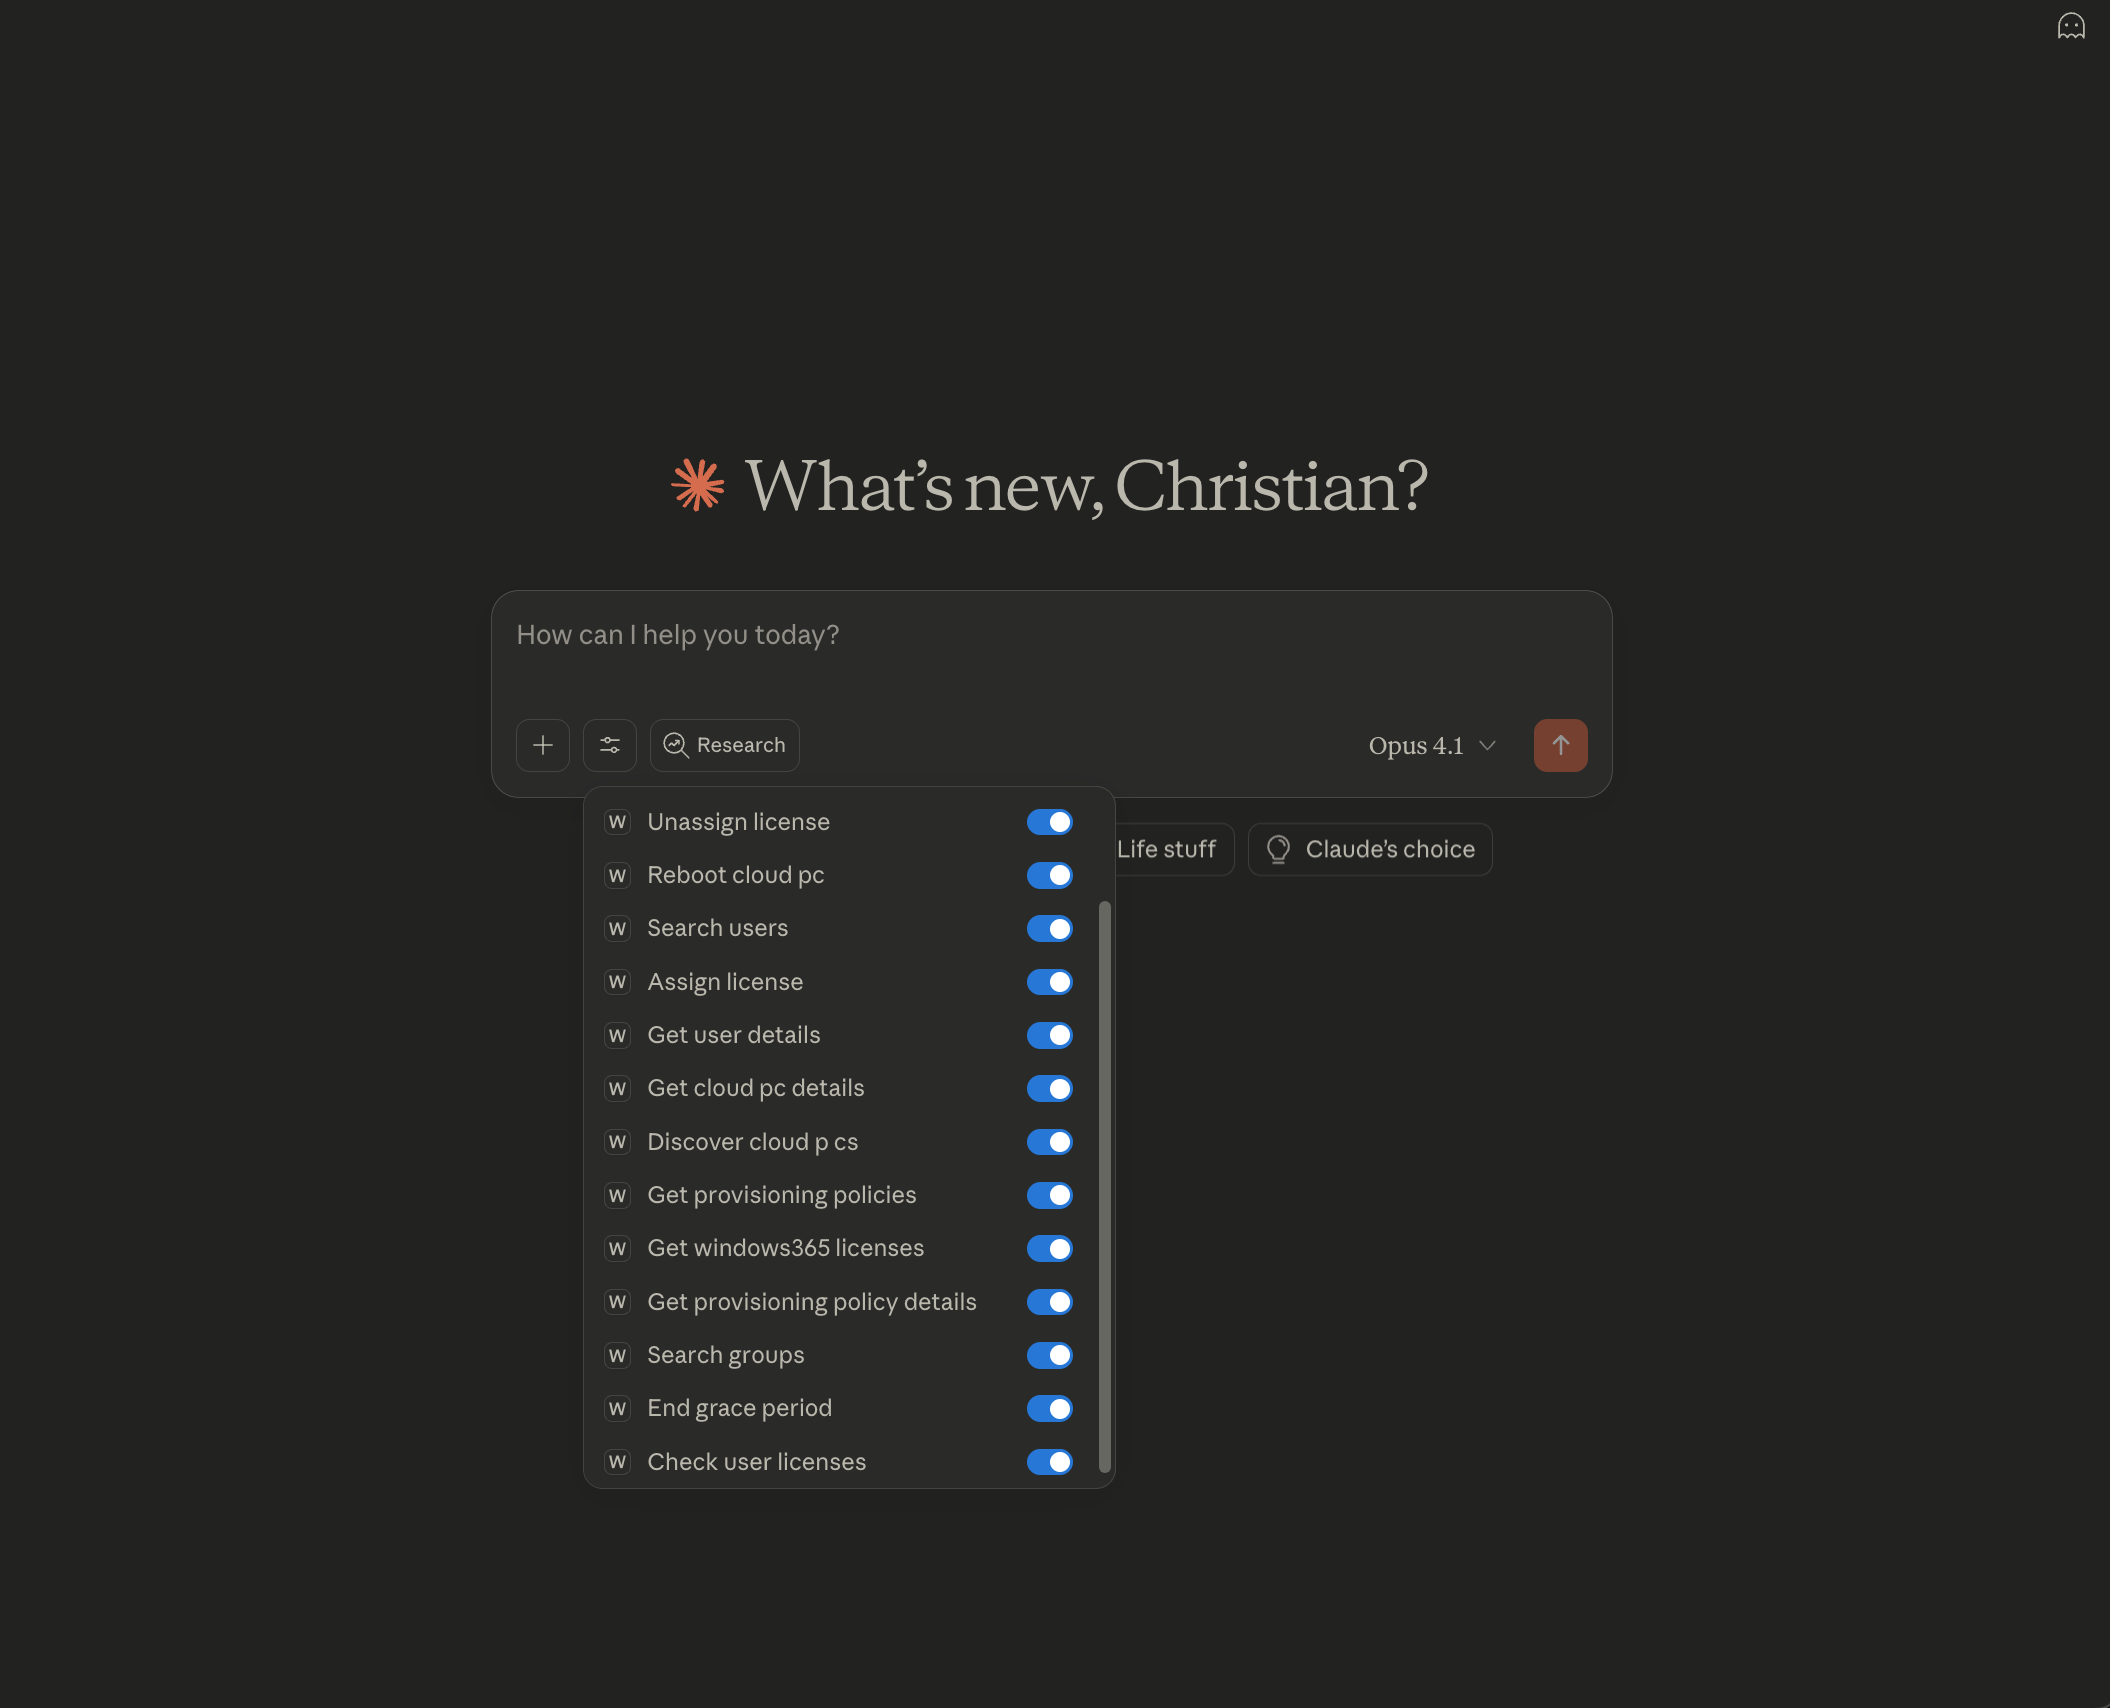 What's new, Christian?
How can I help you today?
Research
Opus 4.1
W Unassign license
Life stuff
Claude's choice
W Reboot cloud pc
W Search users
W Assign license
W Get user details
W Get cloud pc details
W Discover cloud p cs
W Get provisioning policies
W Get windows365 licenses
W Get provisioning policy details
W Search groups
W End grace period
W Check user licenses